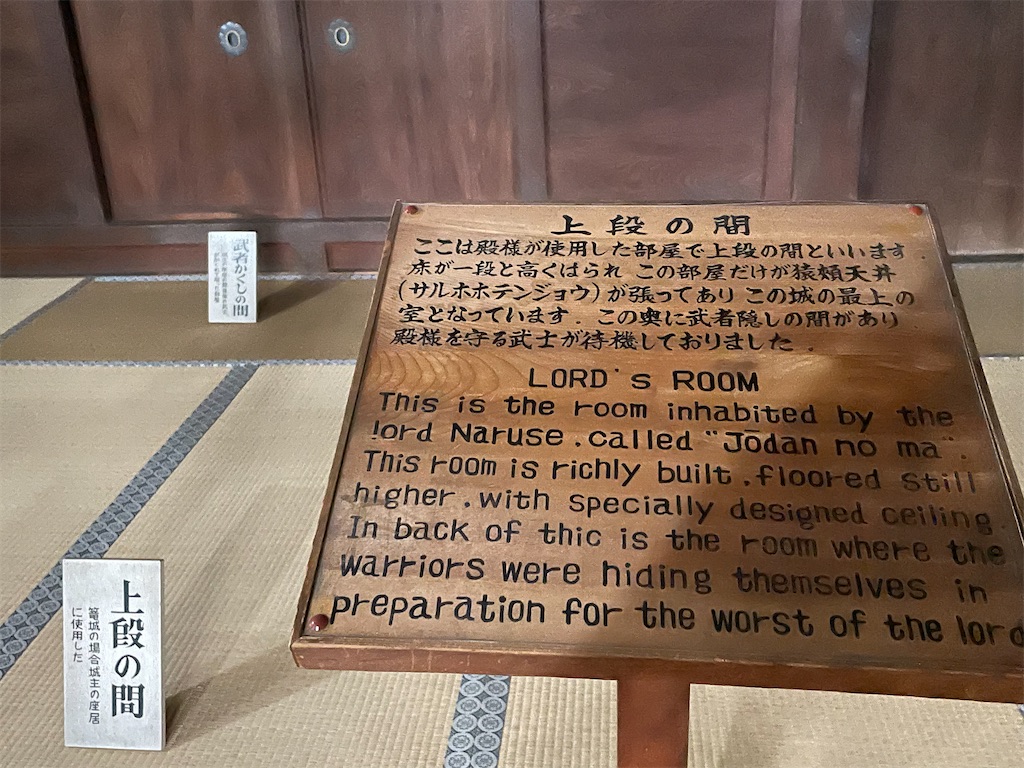 上段の間
ここは殿様が使用した部屋で上段の間といいます.
床が一段と高くはられ この部屋だけが猿頬天井
(サルホホテンジョウ)が張ってあり この城の最上の
室となっています. この奥に武者隠しの間があり
殿様を守る武士が待機しておりました.
LORD's ROOM
This is the room inhabited by the
lord Naruse.called "Jōdan no ma".
This room is richly built.floored still
higher.with specially designed ceiling.
In back of thic is the room where the
warriors were hiding themselves in
preparation for the worst of the lord
武者かくしの間
上段の間
篭城の場合城主の座居
に使用した